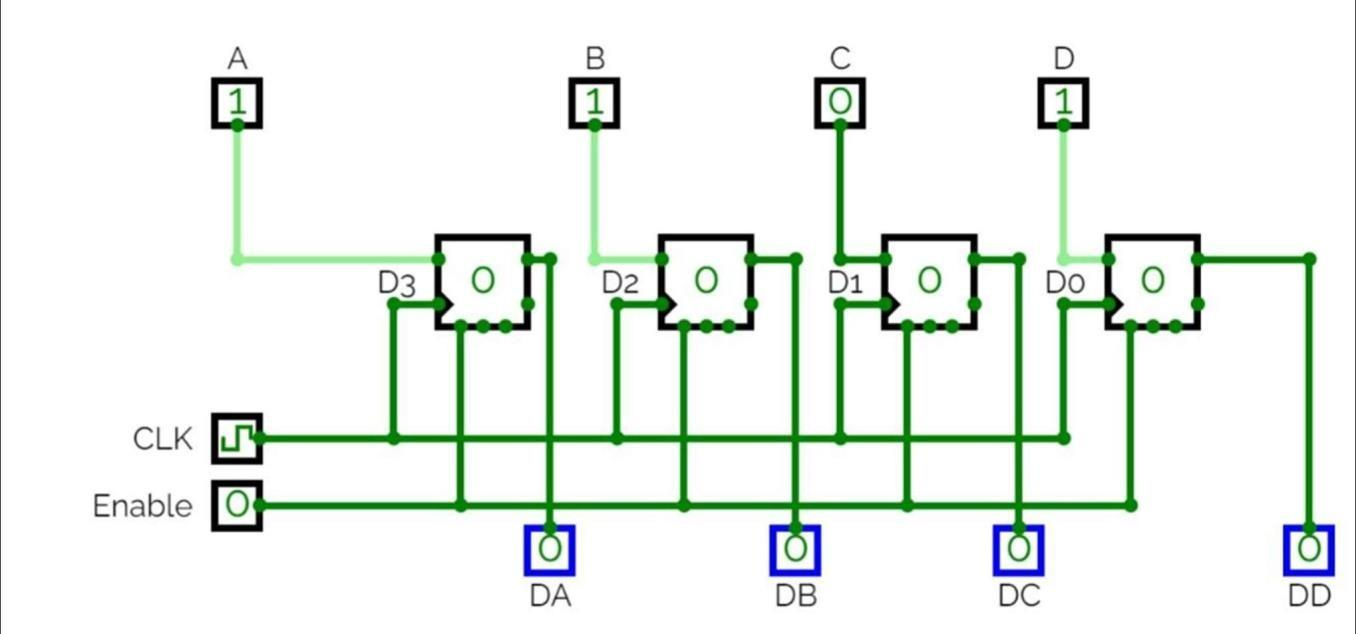 A B C D
1 1 0 1
D3 0 D2 0 D1 0 D0 0
CLK
Enable 0
0 0 0 0
DA DB DC DD